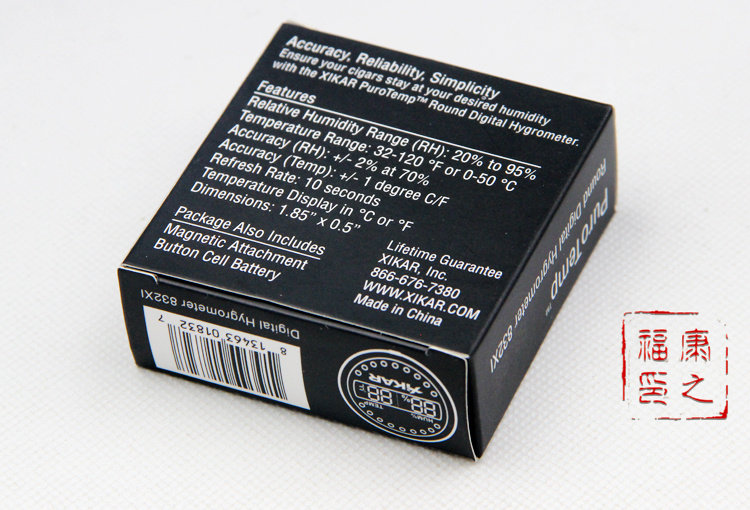 Accuracy, Reliability, Simplicity
Ensure your cigars stay at your desired humidity
with the XIKAR PuroTemp™ Round Digital Hygrometer.
Features
Relative Humidity Range (RH): 20% to 95%
Temperature Range: 32-120 °F or 0-50 °C
Accuracy (RH): +/- 2% at 70%
Accuracy (Temp): +/- 1 degree C/F
Refresh Rate: 10 seconds
Temperature Display in °C or °F
Dimensions: 1.85” x 0.5”
Package Also Includes
Magnetic Attachment
Button Cell Battery
Lifetime Guarantee
XIKAR, Inc.
866-676-7380
WWW.XIKAR.COM
Made in China
PuroTemp™
Round Digital Hygrometer 832XI
Digital Hygrometer 832XI
8 13463 01832 7
XIKAR
HUM%
TEMP
88%
88°F
康之
福